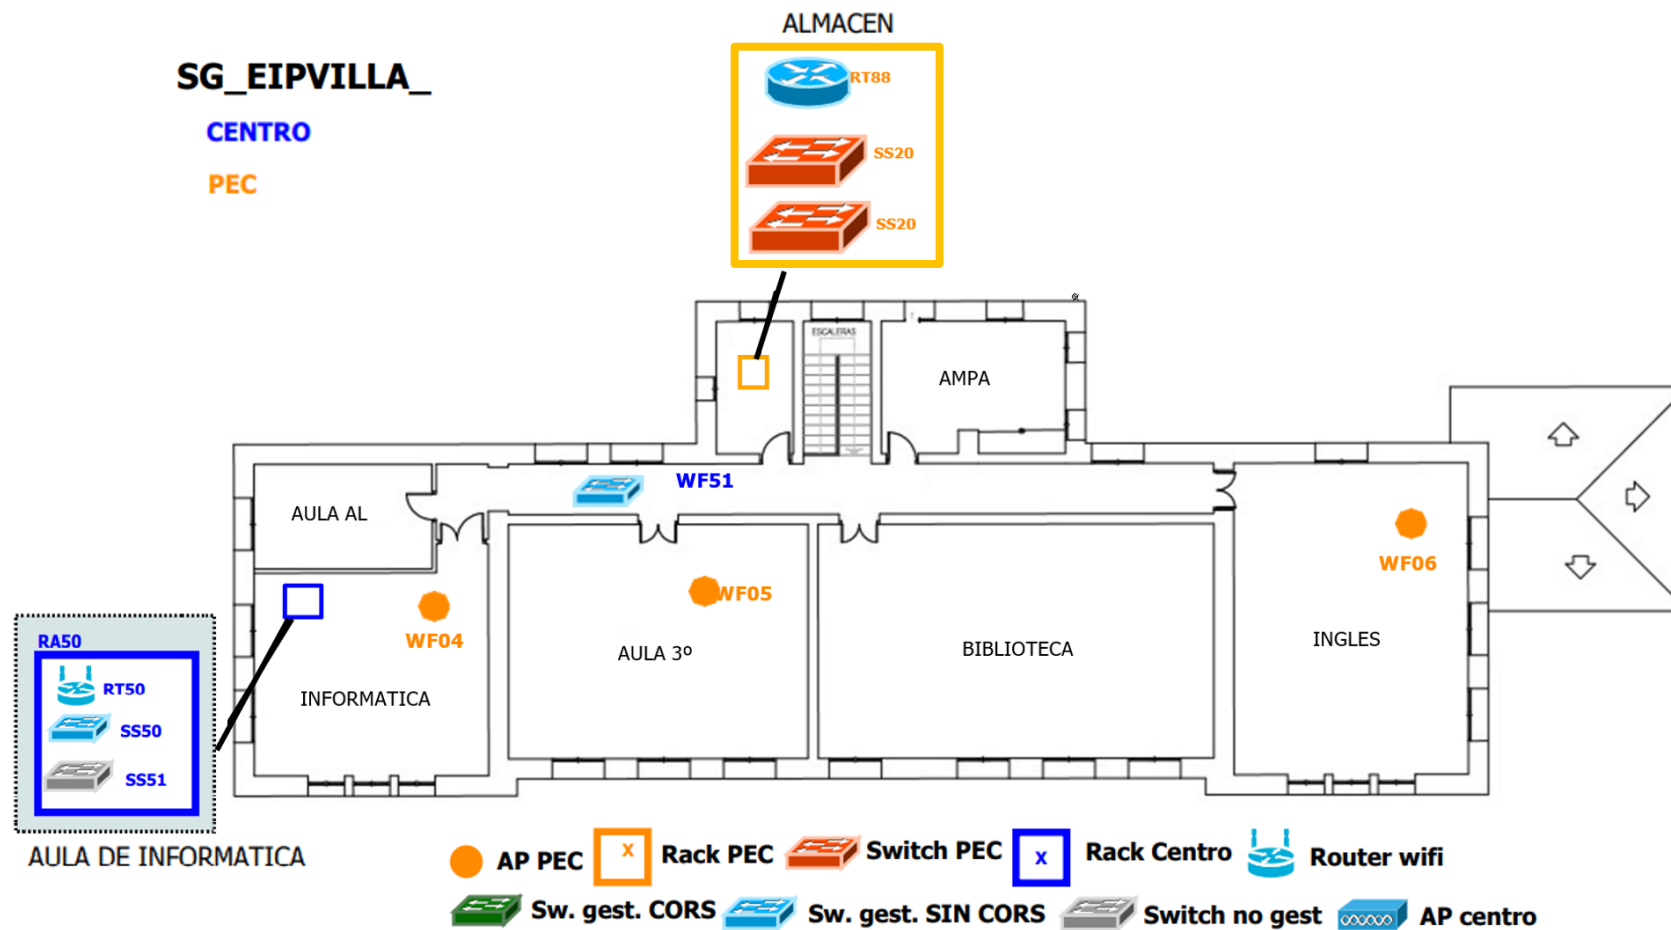 ALMACEN
SG_EIPVILLA_
RT88
CENTRO
SS20
PEC
SS20
ESCALERAS
AMPA
WF51
AULA AL
WF06
WF05
WF04
RA50
INGLES
BIBLIOTECA
AULA 3º
RT50
INFORMATICA
SS50
SS51
AULA DE INFORMATICA
AP PEC
X
Rack PEC
Switch PEC
X
Rack Centro
Router wifi
Sw. gest. CORS
Sw. gest. SIN CORS
Switch no gest
AP centro